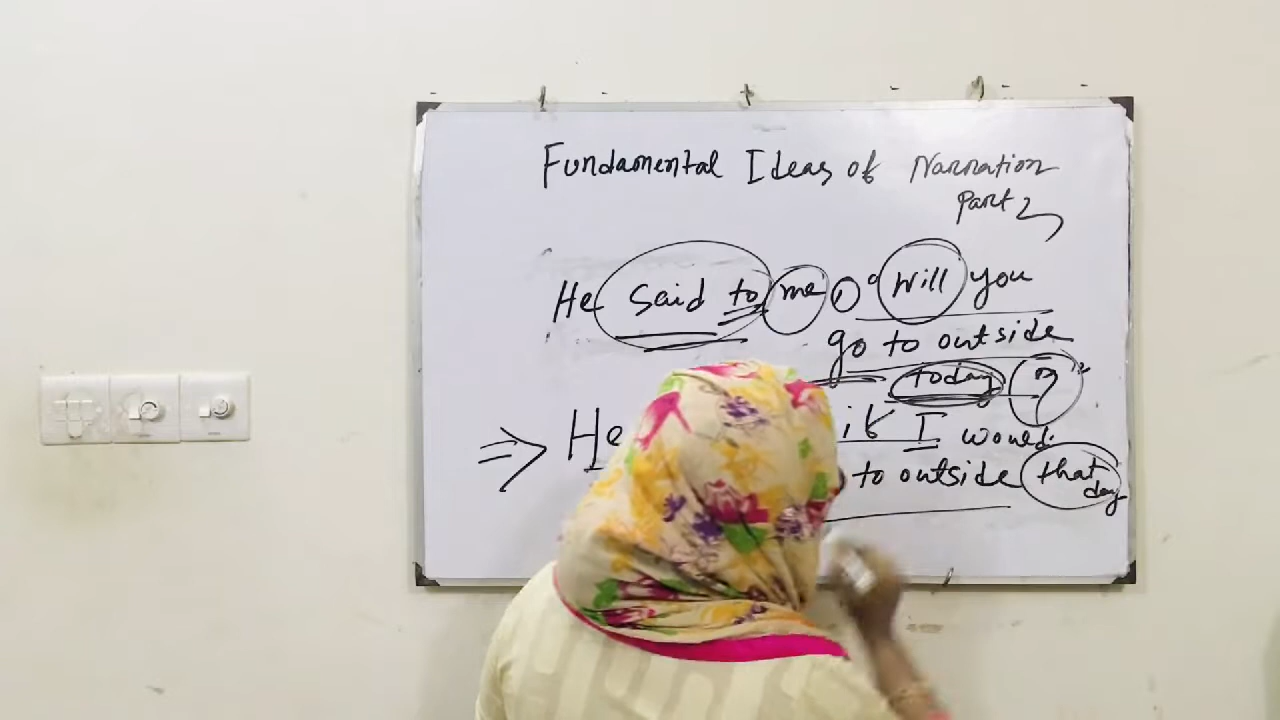 Fundamental Ideas of Narration
Part 2
He said to me, "Will you
go to outside
today ?"
⇒ He if I would
to outside that
day